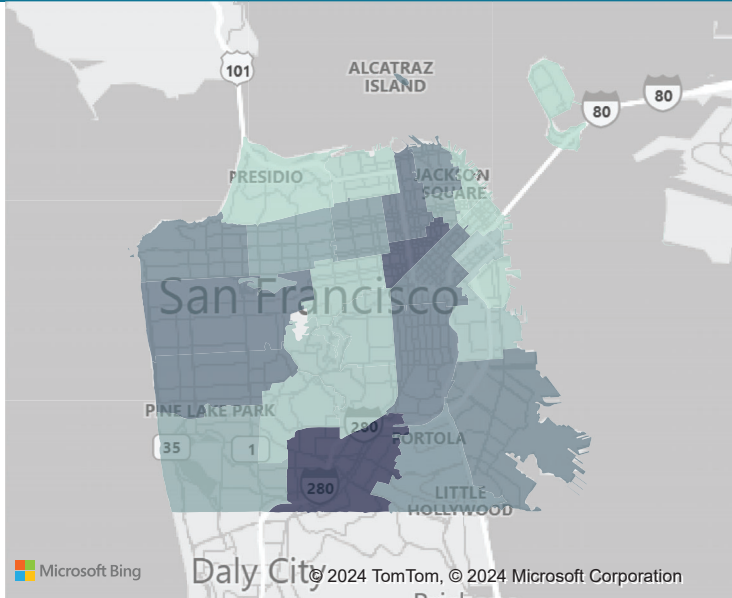 101
ALCATRAZ
ISLAND
80
80
PRESIDIO
JACKSON
SQUARE
San Francisco
PINE LAKE PARK
280
35
1
PORTOLA
280
LITTLE
HOLLYWOOD
Daly City
Microsoft Bing
© 2024 TomTom, © 2024 Microsoft Corporation